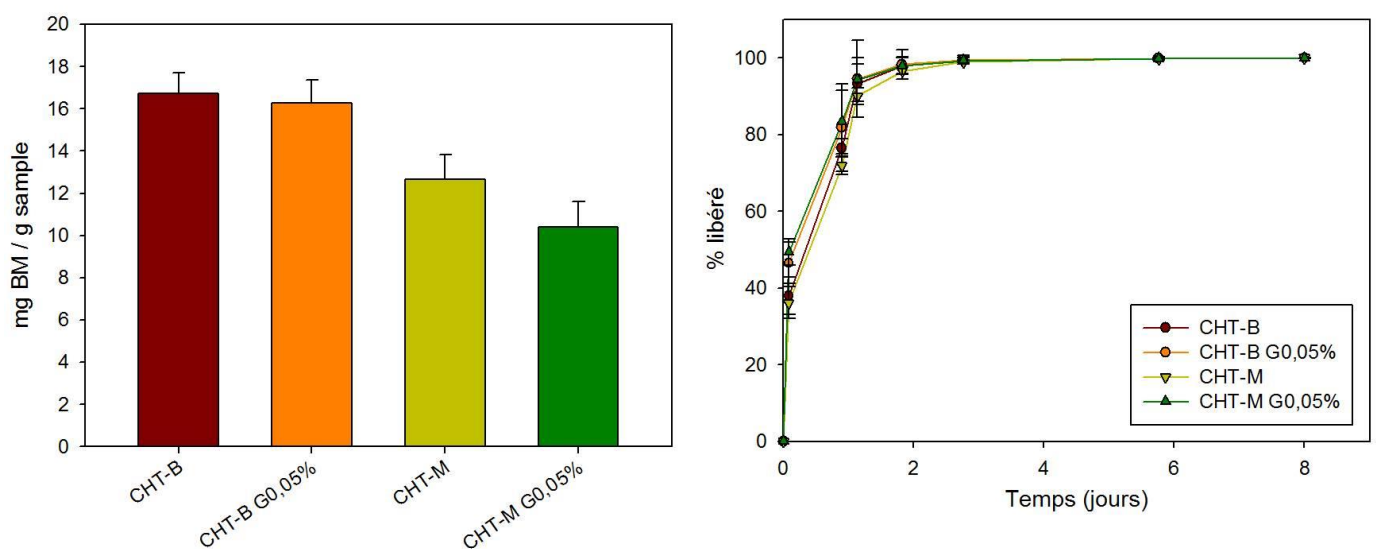 mg BM / g sample
20
18
16
14
12
10
8
6
4
2
0
CHT-B
CHT-B G0,05%
CHT-M
CHT-M G0,05%
% libéré
100
80
60
40
20
0
0
2
4
6
8
Temps (jours)
CHT-B
CHT-B G0,05%
CHT-M
CHT-M G0,05%